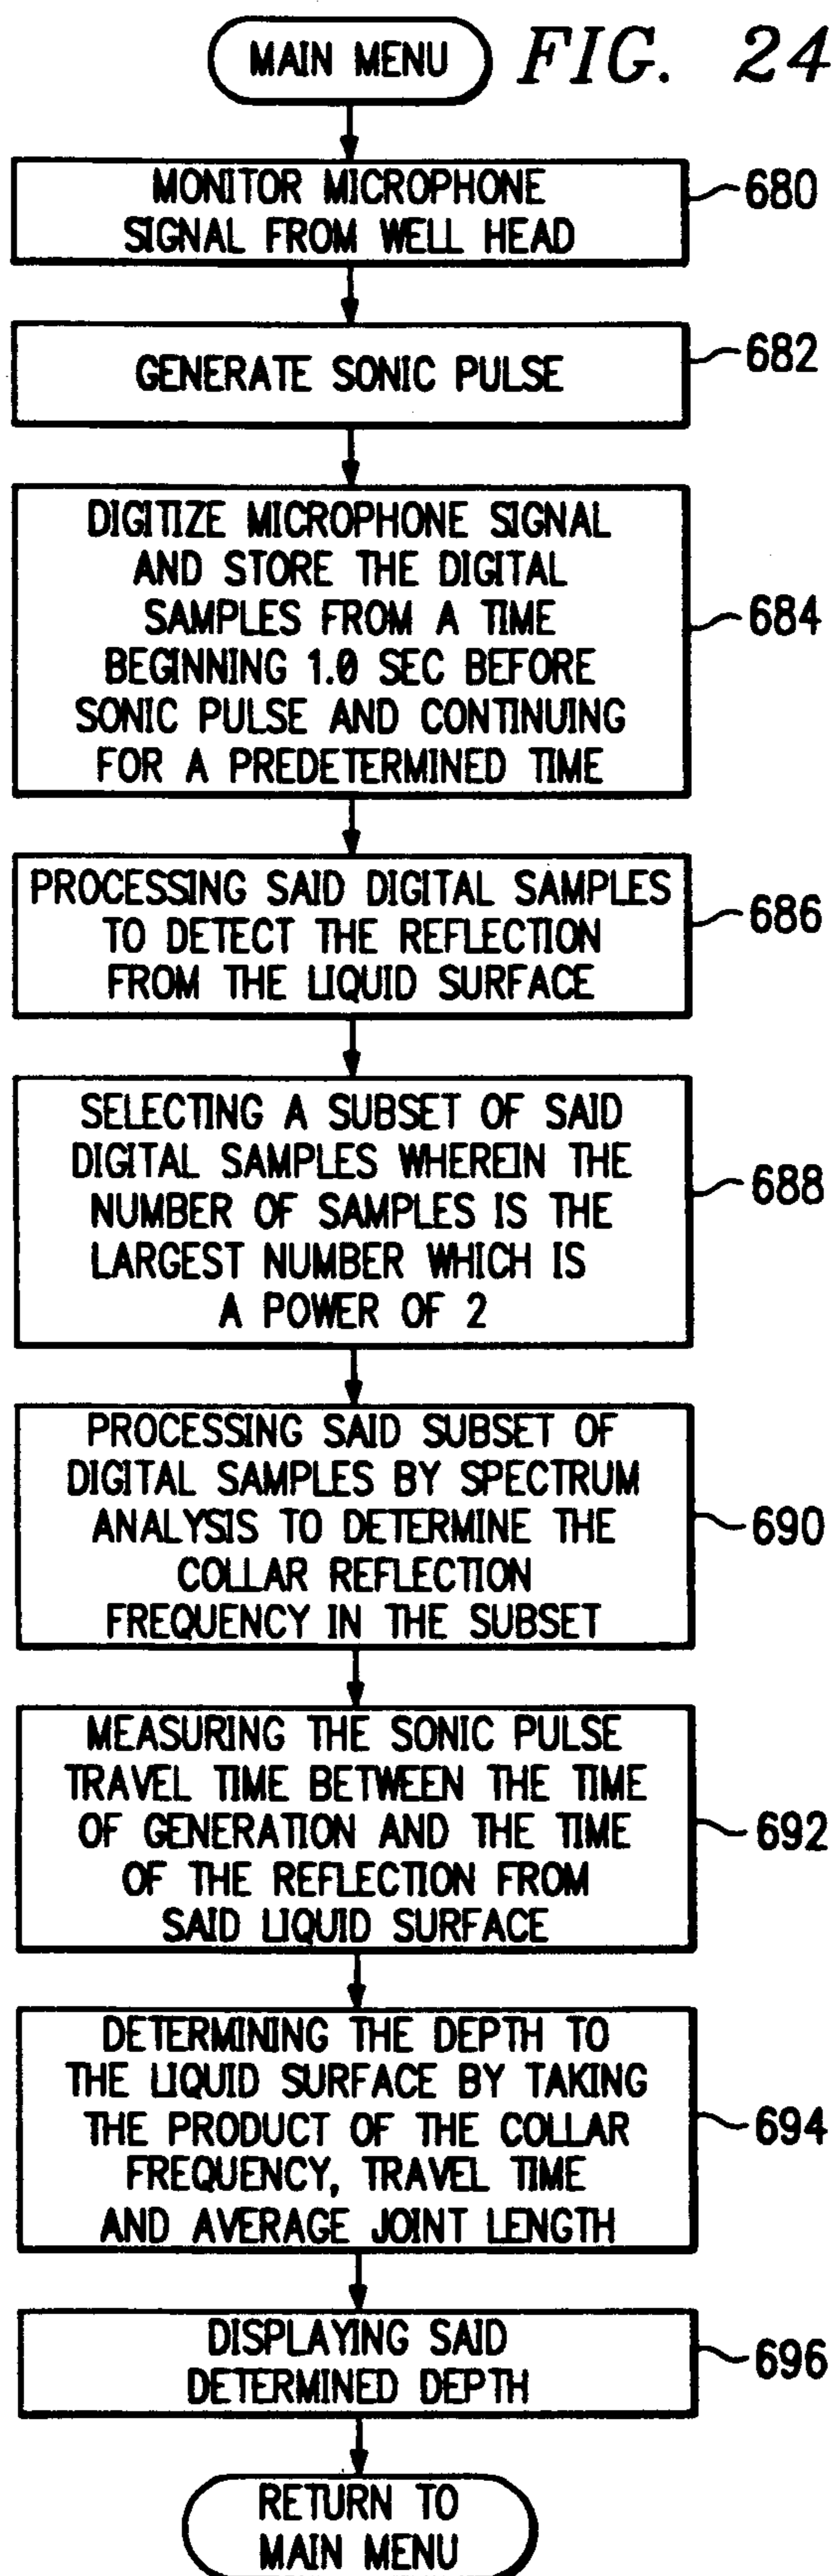 MAIN MENU
FIG. 24
MONITOR MICROPHONE
SIGNAL FROM WELL HEAD
680
GENERATE SONIC PULSE
682
DIGITIZE MICROPHONE SIGNAL
AND STORE THE DIGITAL
SAMPLES FROM A TIME
BEGINNING 1.0 SEC BEFORE
SONIC PULSE AND CONTINUING
FOR A PREDETERMINED TIME
684
PROCESSING SAID DIGITAL SAMPLES
TO DETECT THE REFLECTION
FROM THE LIQUID SURFACE
686
SELECTING A SUBSET OF SAID
DIGITAL SAMPLES WHEREIN THE
NUMBER OF SAMPLES IS THE
LARGEST NUMBER WHICH IS
A POWER OF 2
688
PROCESSING SAID SUBSET OF
DIGITAL SAMPLES BY SPECTRUM
ANALYSIS TO DETERMINE THE
COLLAR REFLECTION
FREQUENCY IN THE SUBSET
690
MEASURING THE SONIC PULSE
TRAVEL TIME BETWEEN THE TIME
OF GENERATION AND THE TIME
OF THE REFLECTION FROM
SAID LIQUID SURFACE
692
DETERMINING THE DEPTH TO
THE LIQUID SURFACE BY TAKING
THE PRODUCT OF THE COLLAR
FREQUENCY, TRAVEL TIME
AND AVERAGE JOINT LENGTH
694
DISPLAYING SAID
DETERMINED DEPTH
696
RETURN TO
MAIN MENU